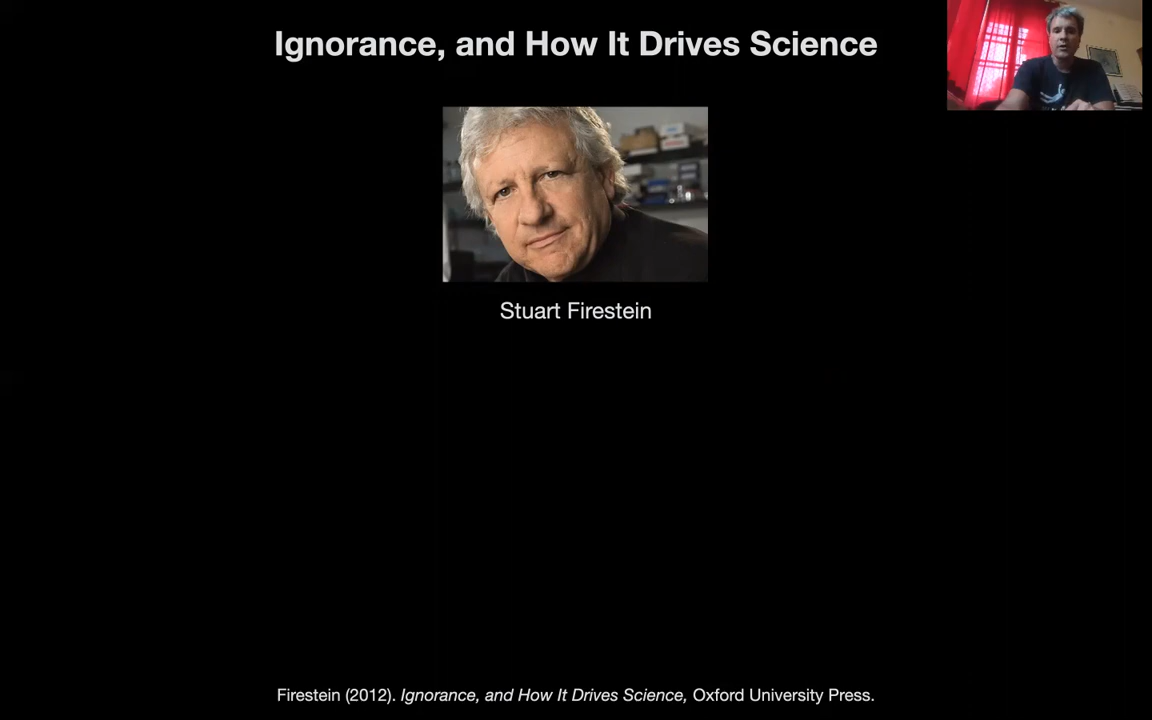 Ignorance, and How It Drives Science
Stuart Firestein
Firestein (2012). Ignorance, and How It Drives Science, Oxford University Press.